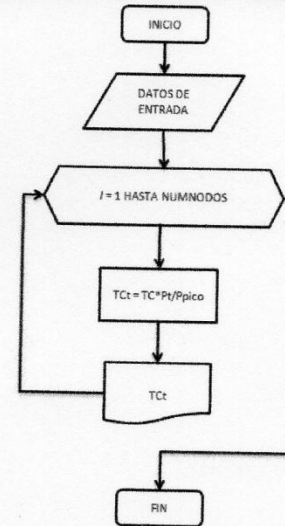 INICIO
DATOS DE
ENTRADA
I = 1 HASTA NUMNODOS
TCt = TC*Pt/Ppico
TCt
FIN